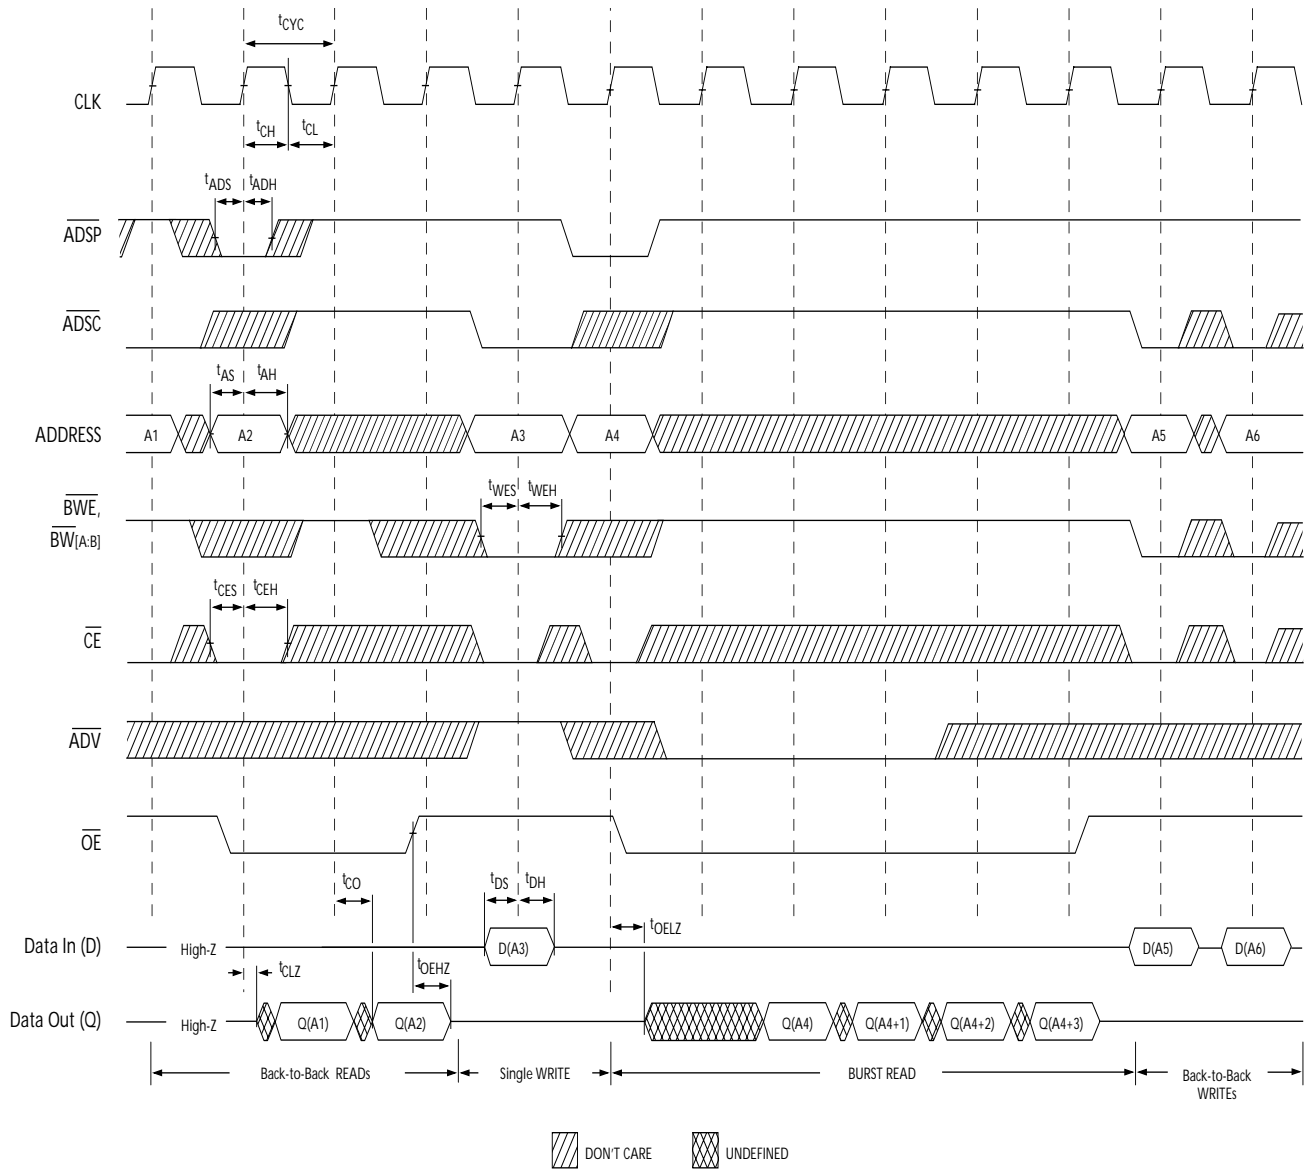 tCYC
CLK
tCH
tCL
tADS
tADH
ADSP
ADSC
tAS
tAH
ADDRESS
A1
A2
A3
A4
A5
A6
tWES
tWEH
BWE,
BW[A:B]
tCES
tCEH
CE
ADV
OE
tCO
tDS
tDH
tOELZ
Data In (D)
High-Z
D(A3)
D(A5)
D(A6)
tCLZ
tOEHZ
Data Out (Q)
High-Z
Q(A1)
Q(A2)
Q(A4)
Q(A4+1)
Q(A4+2)
Q(A4+3)
Back-to-Back READs
Single WRITE
BURST READ
Back-to-Back
WRITEs
DON'T CARE
UNDEFINED